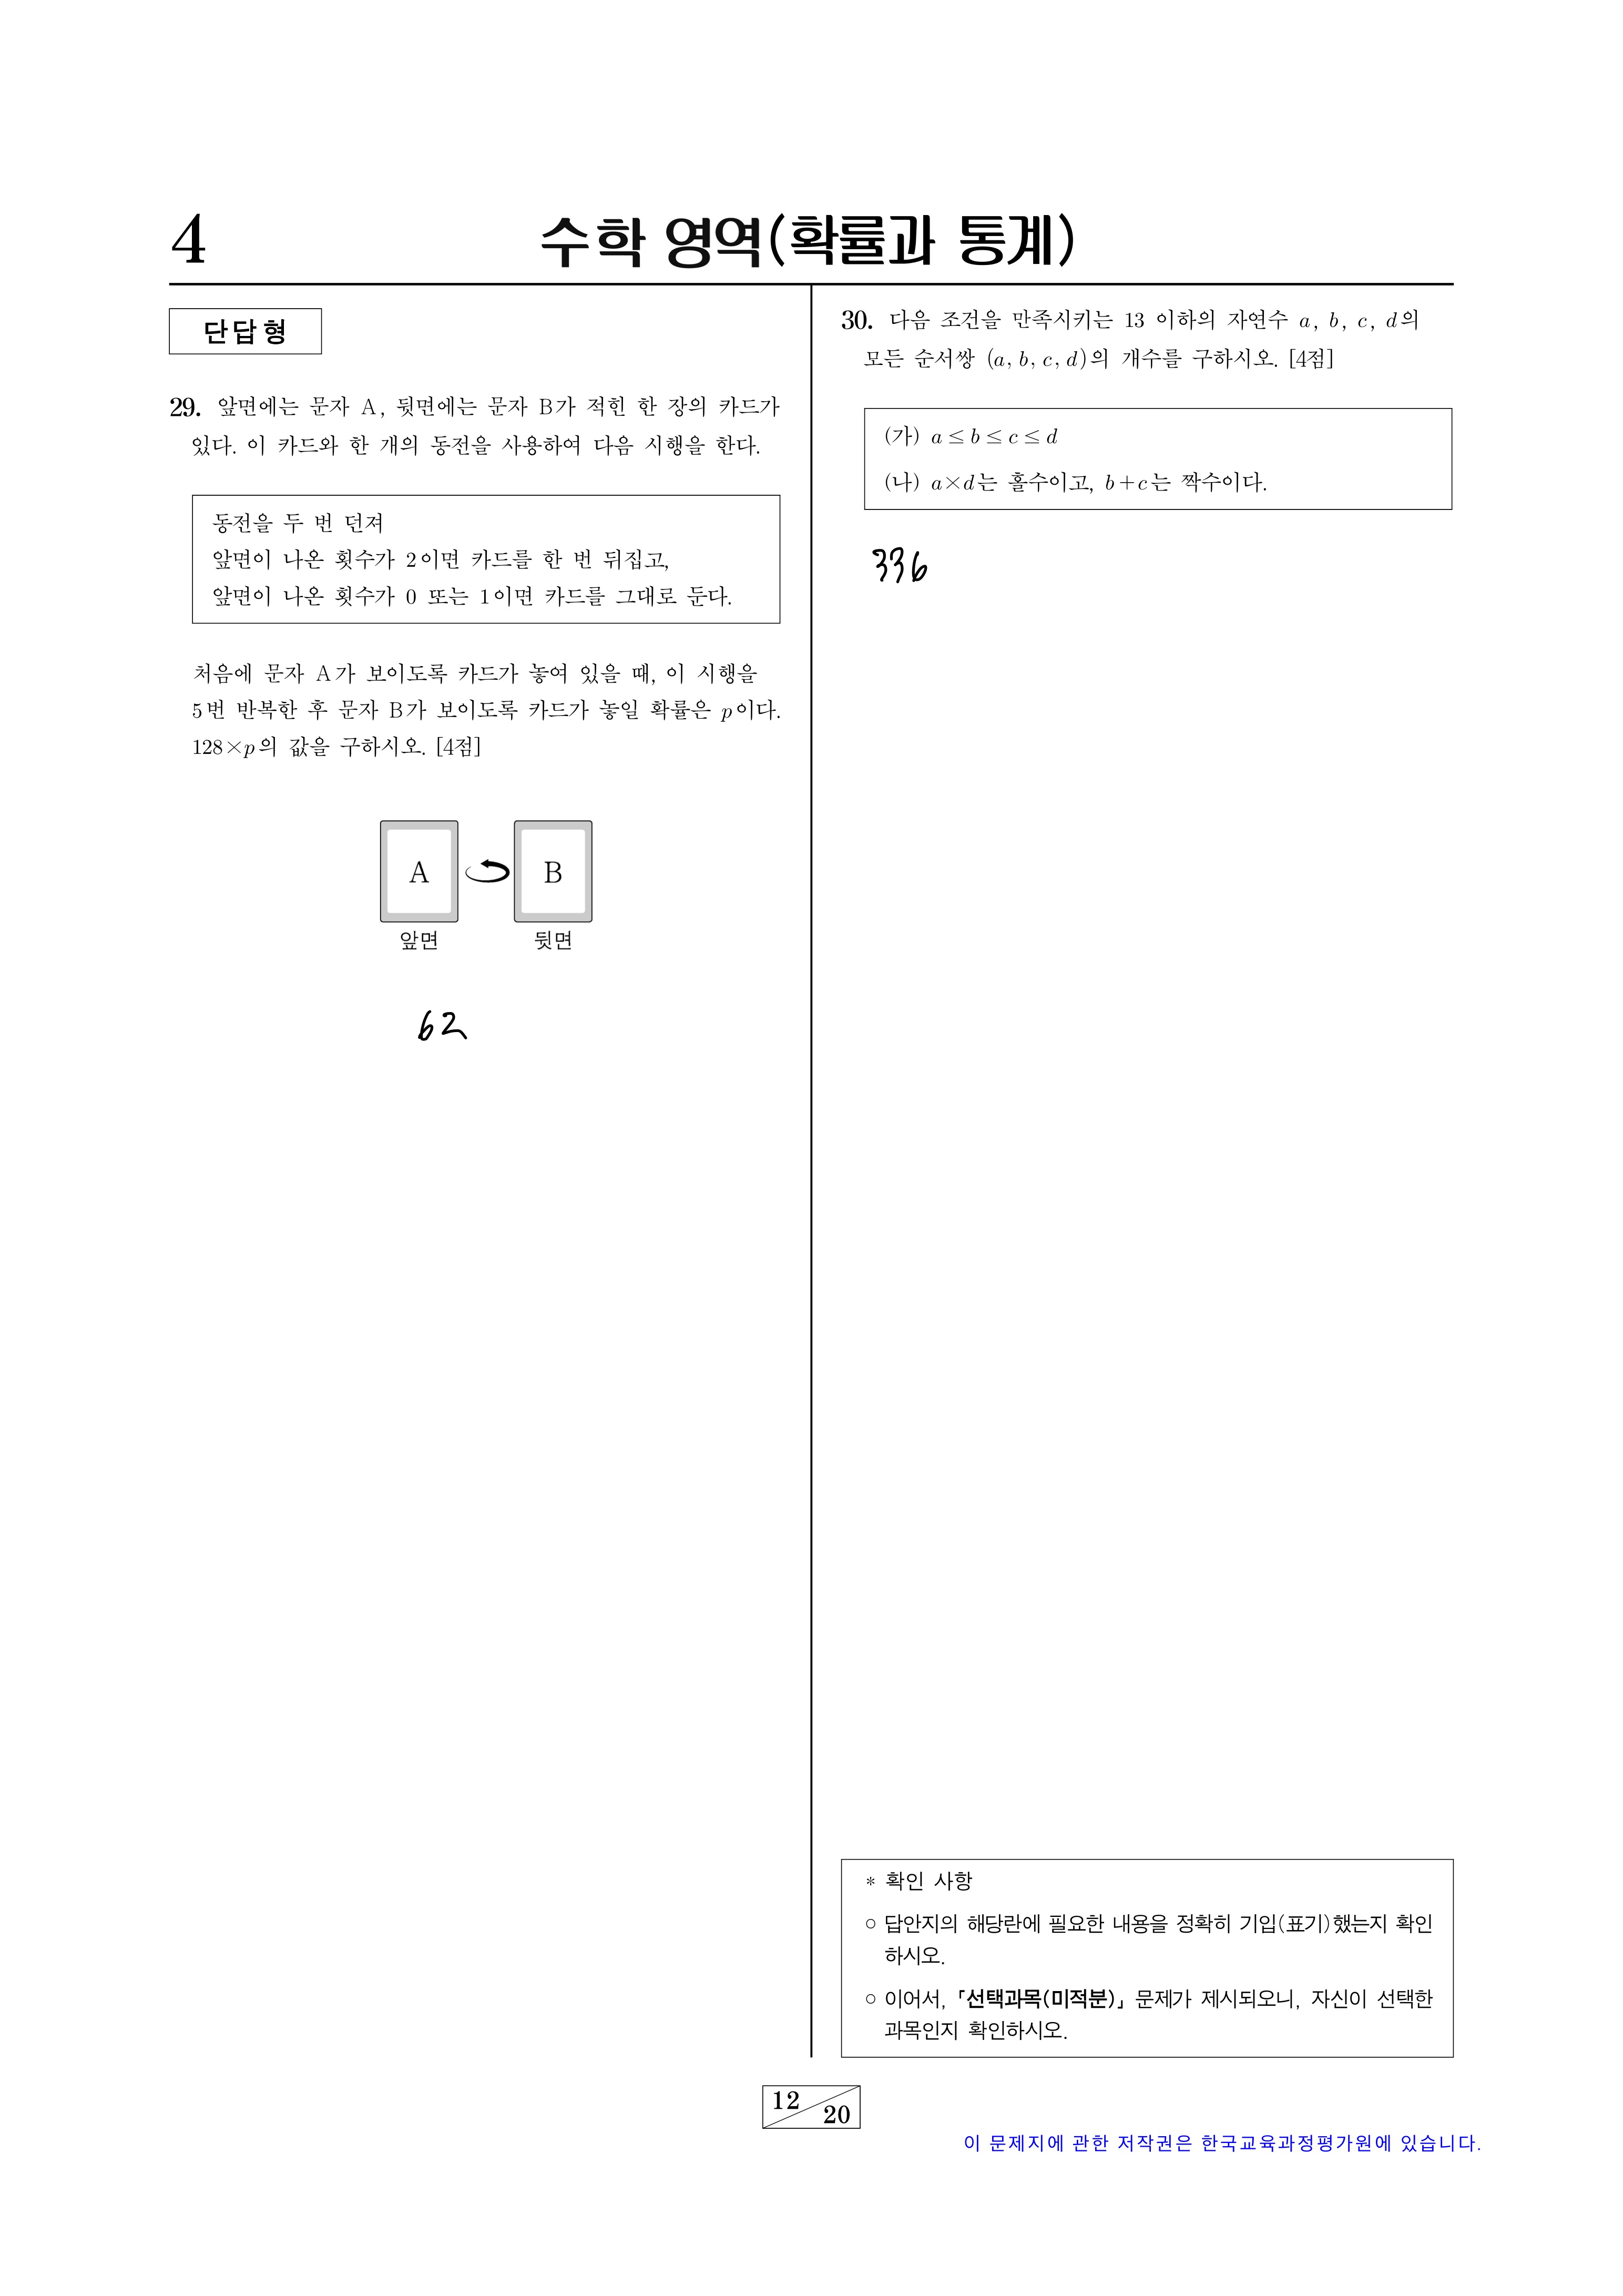 4
수학 영역(확률과 통계)
단답형
29. 앞면에는 문자 A, 뒷면에는 문자 B가 적힌 한 장의 카드가
있다. 이 카드와 한 개의 동전을 사용하여 다음 시행을 한다.
동전을 두 번 던져
앞면이 나온 횟수가 2이면 카드를 한 번 뒤집고,
앞면이 나온 횟수가 0 또는 1이면 카드를 그대로 둔다.
처음에 문자 A가 보이도록 카드가 놓여 있을 때, 이 시행을
5번 반복한 후 문자 B가 보이도록 카드가 놓일 확률은 p이다.
128×p의 값을 구하시오. [4점]
A
B
앞면
뒷면
62
30. 다음 조건을 만족시키는 13 이하의 자연수 a, b, c, d의
모든 순서쌍 (a, b, c, d)의 개수를 구하시오. [4점]
(가) a ≤ b ≤ c ≤ d
(나) a×d는 홀수이고, b+c는 짝수이다.
336
* 확인 사항
○ 답안지의 해당란에 필요한 내용을 정확히 기입(표기)했는지 확인
하시오.
○ 이어서, 「선택과목(미적분)」 문제가 제시되오니, 자신이 선택한
과목인지 확인하시오.
12
20
이 문제지에 관한 저작권은 한국교육과정평가원에 있습니다.